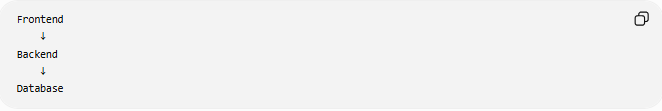 Frontend
↓
Backend
↓
Database